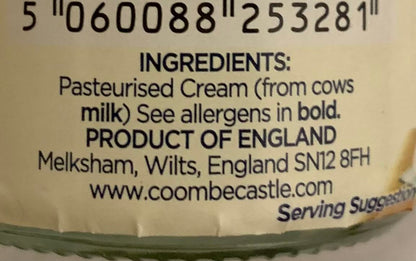 5 060088 253281
INGREDIENTS:
Pasteurised Cream (from cows
milk) See allergens in bold.
PRODUCT OF ENGLAND
Melksham, Wilts, England SN12 8FH
www.coombecastle.com
Serving Suggestion